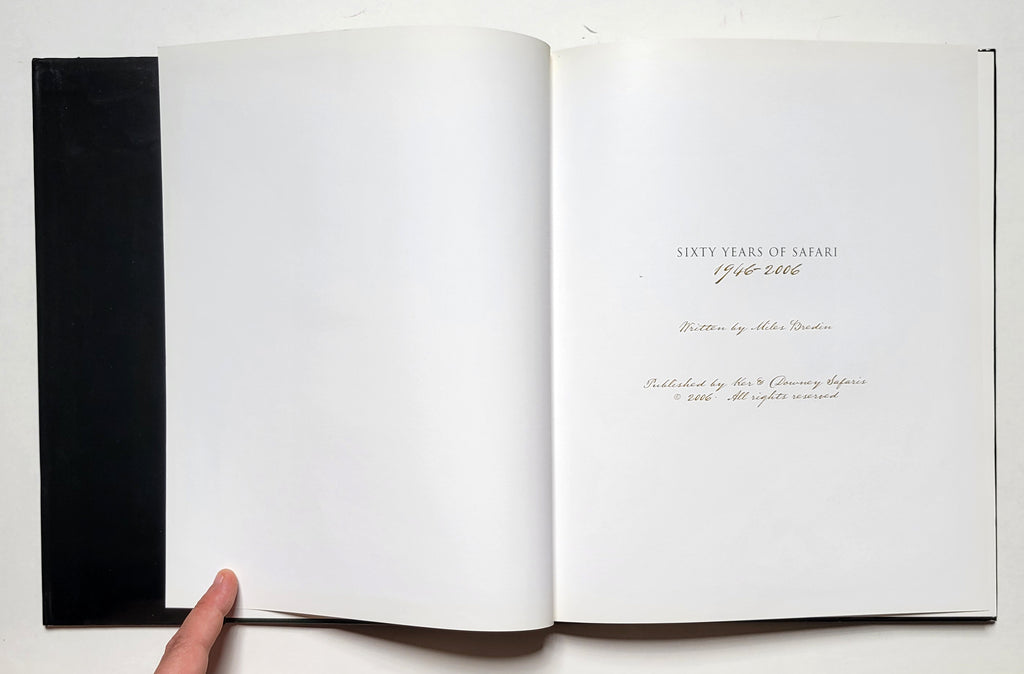 SIXTY YEARS OF SAFARI
1946-2006
Written by Miles Bredin
Published by Ker & Downey Safaris
© 2006. All rights reserved